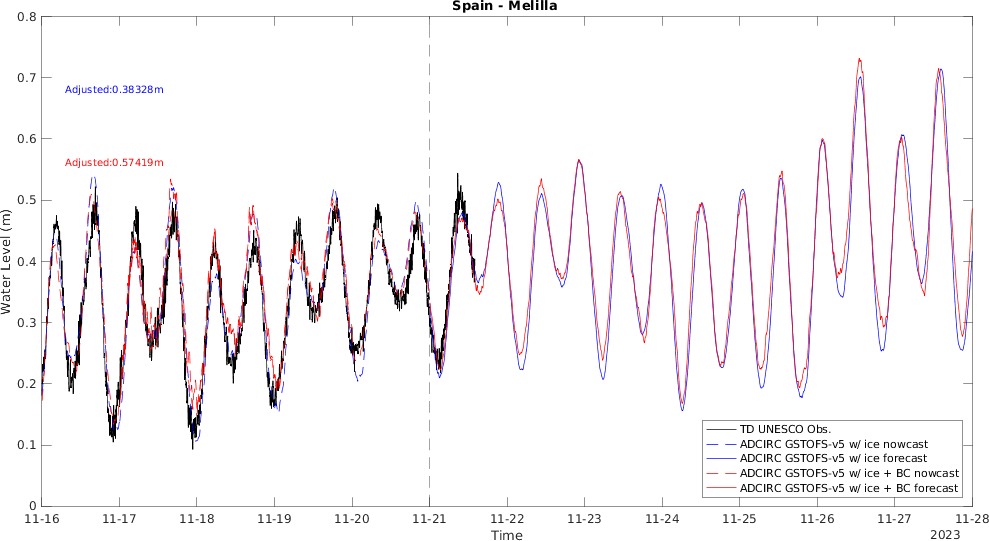 Spain - Melilla
0.8
0.7
0.6
0.5
0.4
0.3
0.2
0.1
0
Water Level (m)
Adjusted:0.38328m
Adjusted:0.57419m
TD UNESCO Obs.
ADCIRC GSTOFS-v5 w/ ice nowcast
ADCIRC GSTOFS-v5 w/ ice forecast
ADCIRC GSTOFS-v5 w/ ice + BC nowcast
ADCIRC GSTOFS-v5 w/ ice + BC forecast
11-16 11-17 11-18 11-19 11-20 11-21 11-22 11-23 11-24 11-25 11-26 11-27 11-28
Time
2023